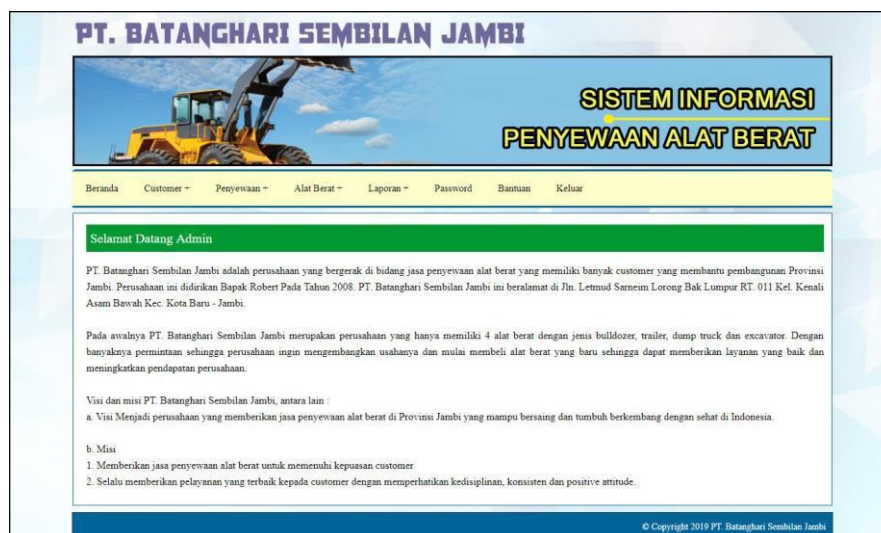 PT. BATANGHARI SEMBILAN JAMBI
SISTEM INFORMASI
PENYEWAAN ALAT BERAT
Beranda Customer + Penyewaan + Alat Berat + Laporan + Password Bantuan Keluar
Selamat Datang Admin
PT. Batanghari Sembilan Jambi adalah perusahaan yang bergerak di bidang jasa penyewaan alat berat yang memiliki banyak customer yang membantu pembangunan Provinsi
Jambi. Perusahaan ini didirikan Bapak Robert Pada Tahun 2008. PT. Batanghari Sembilan Jambi ini beralamat di Jln. Letmud Sarneim Lorong Bak Lumpur RT. 011 Kel. Kenali
Asam Bawah Kec. Kota Baru - Jambi.
Pada awalnya PT. Batanghari Sembilan Jambi merupakan perusahaan yang hanya memiliki 4 alat berat dengan jenis bulldozer, trailer, dump truck dan excavator. Dengan
banyaknya permintaan sehingga perusahaan ingin mengembangkan usahanya dan mulai membeli alat berat yang baru sehingga dapat memberikan layanan yang baik dan
meningkatkan pendapatan perusahaan.
Visi dan misi PT. Batanghari Sembilan Jambi, antara lain :
a. Visi Menjadi perusahaan yang memberikan jasa penyewaan alat berat di Provinsi Jambi yang mampu bersaing dan tumbuh berkembang dengan sehat di Indonesia.
b. Misi
1. Memberikan jasa penyewaan alat berat untuk memenuhi kepuasan customer
2. Selalu memberikan pelayanan yang terbaik kepada customer dengan memperhatikan kedisiplinan, konsisten dan positive attitude.
© Copyright 2019 PT. Batanghari Sembilan Jambi